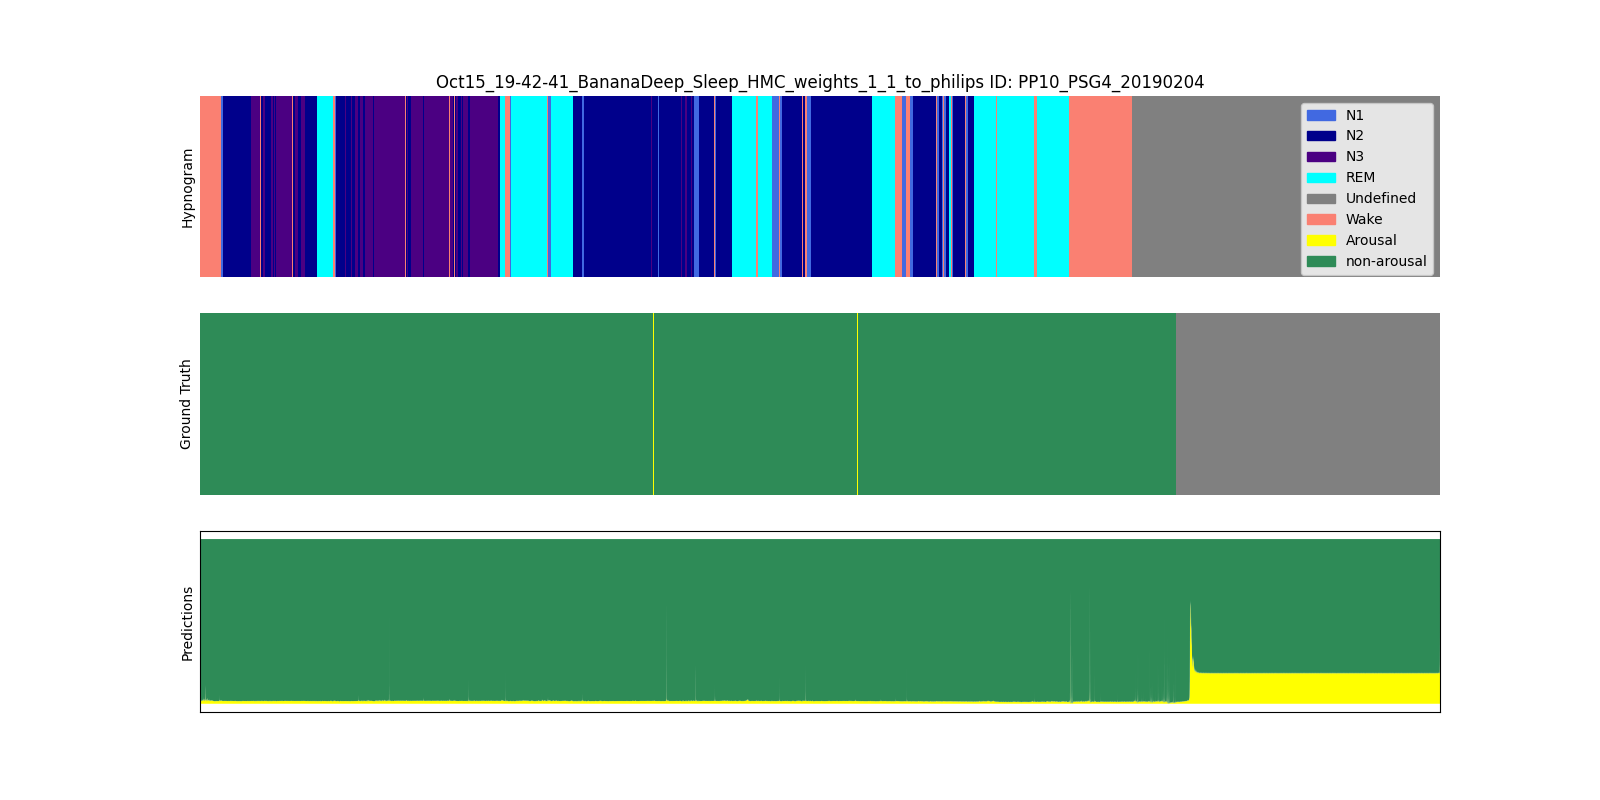 Oct15_19-42-41_BananaDeep_Sleep_HMC_weights_1_1_to_philips ID: PP10_PSG4_20190204
Hypnogram
N1
N2
N3
REM
Undefined
Wake
Arousal
non-arousal
Ground Truth
Predictions